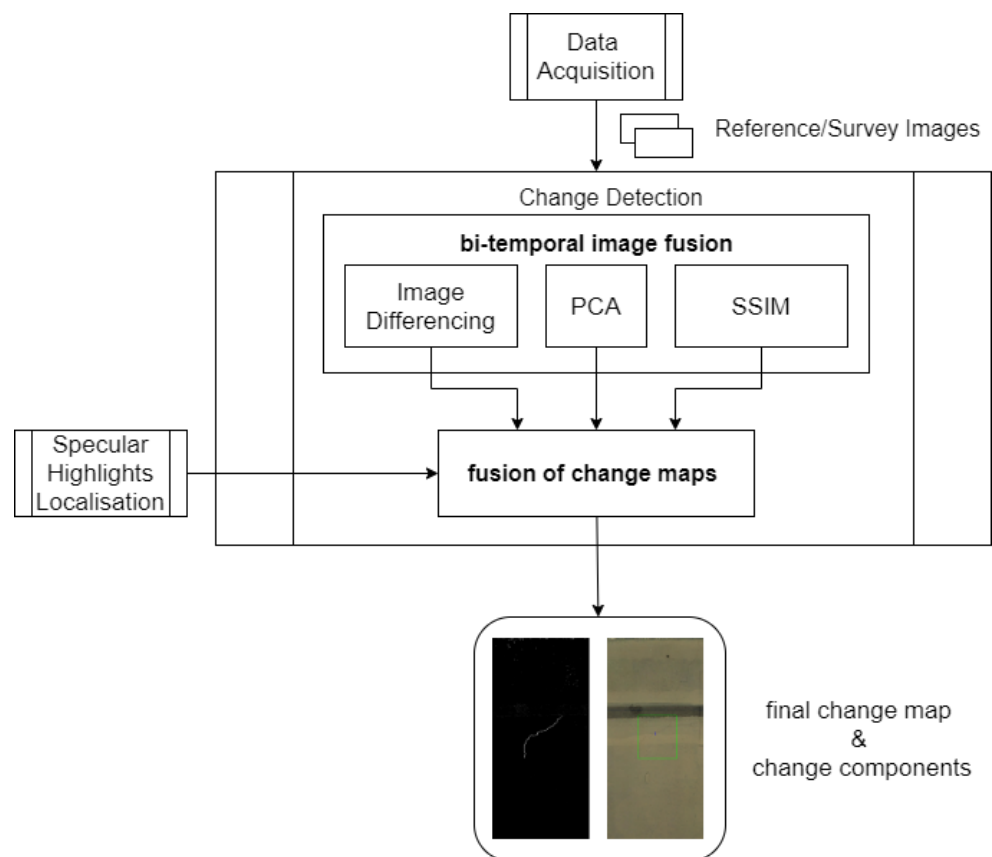 Data
Acquisition
Reference/Survey Images
Change Detection
bi-temporal image fusion
Image
Differencing
PCA
SSIM
Specular
Highlights
Localisation
fusion of change maps
final change map
&
change components